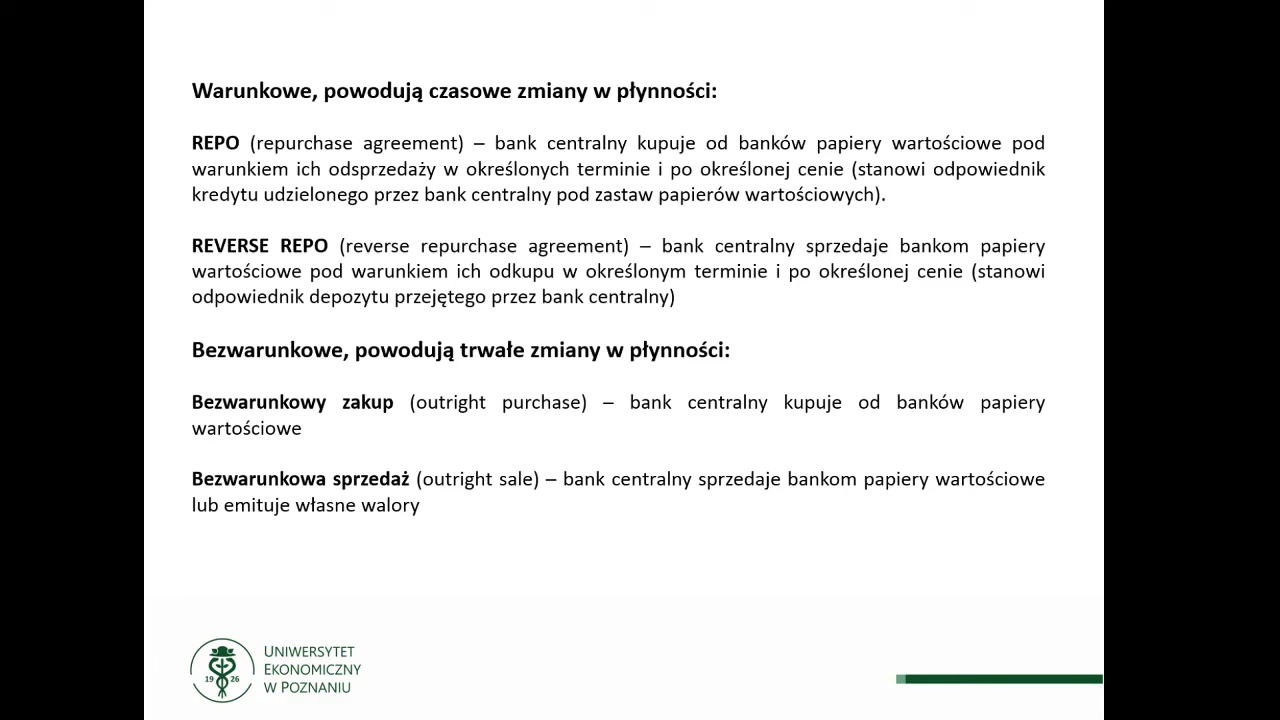 Warunkowe, powodują czasowe zmiany w płynności:
REPO (repurchase agreement) – bank centralny kupuje od banków papiery wartościowe pod
warunkiem ich odsprzedaży w określonych terminie i po określonej cenie (stanowi odpowiednik
kredytu udzielonego przez bank centralny pod zastaw papierów wartościowych).
REVERSE REPO (reverse repurchase agreement) – bank centralny sprzedaje bankom papiery
wartościowe pod warunkiem ich odkupu w określonym terminie i po określonej cenie (stanowi
odpowiednik depozytu przejętego przez bank centralny)
Bezwarunkowe, powodują trwałe zmiany w płynności:
Bezwarunkowy zakup (outright purchase) – bank centralny kupuje od banków papiery
wartościowe
Bezwarunkowa sprzedaż (outright sale) – bank centralny sprzedaje bankom papiery wartościowe
lub emituje własne walory
19 26
UNIWERSYTET
EKONOMICZNY
W POZNANIU